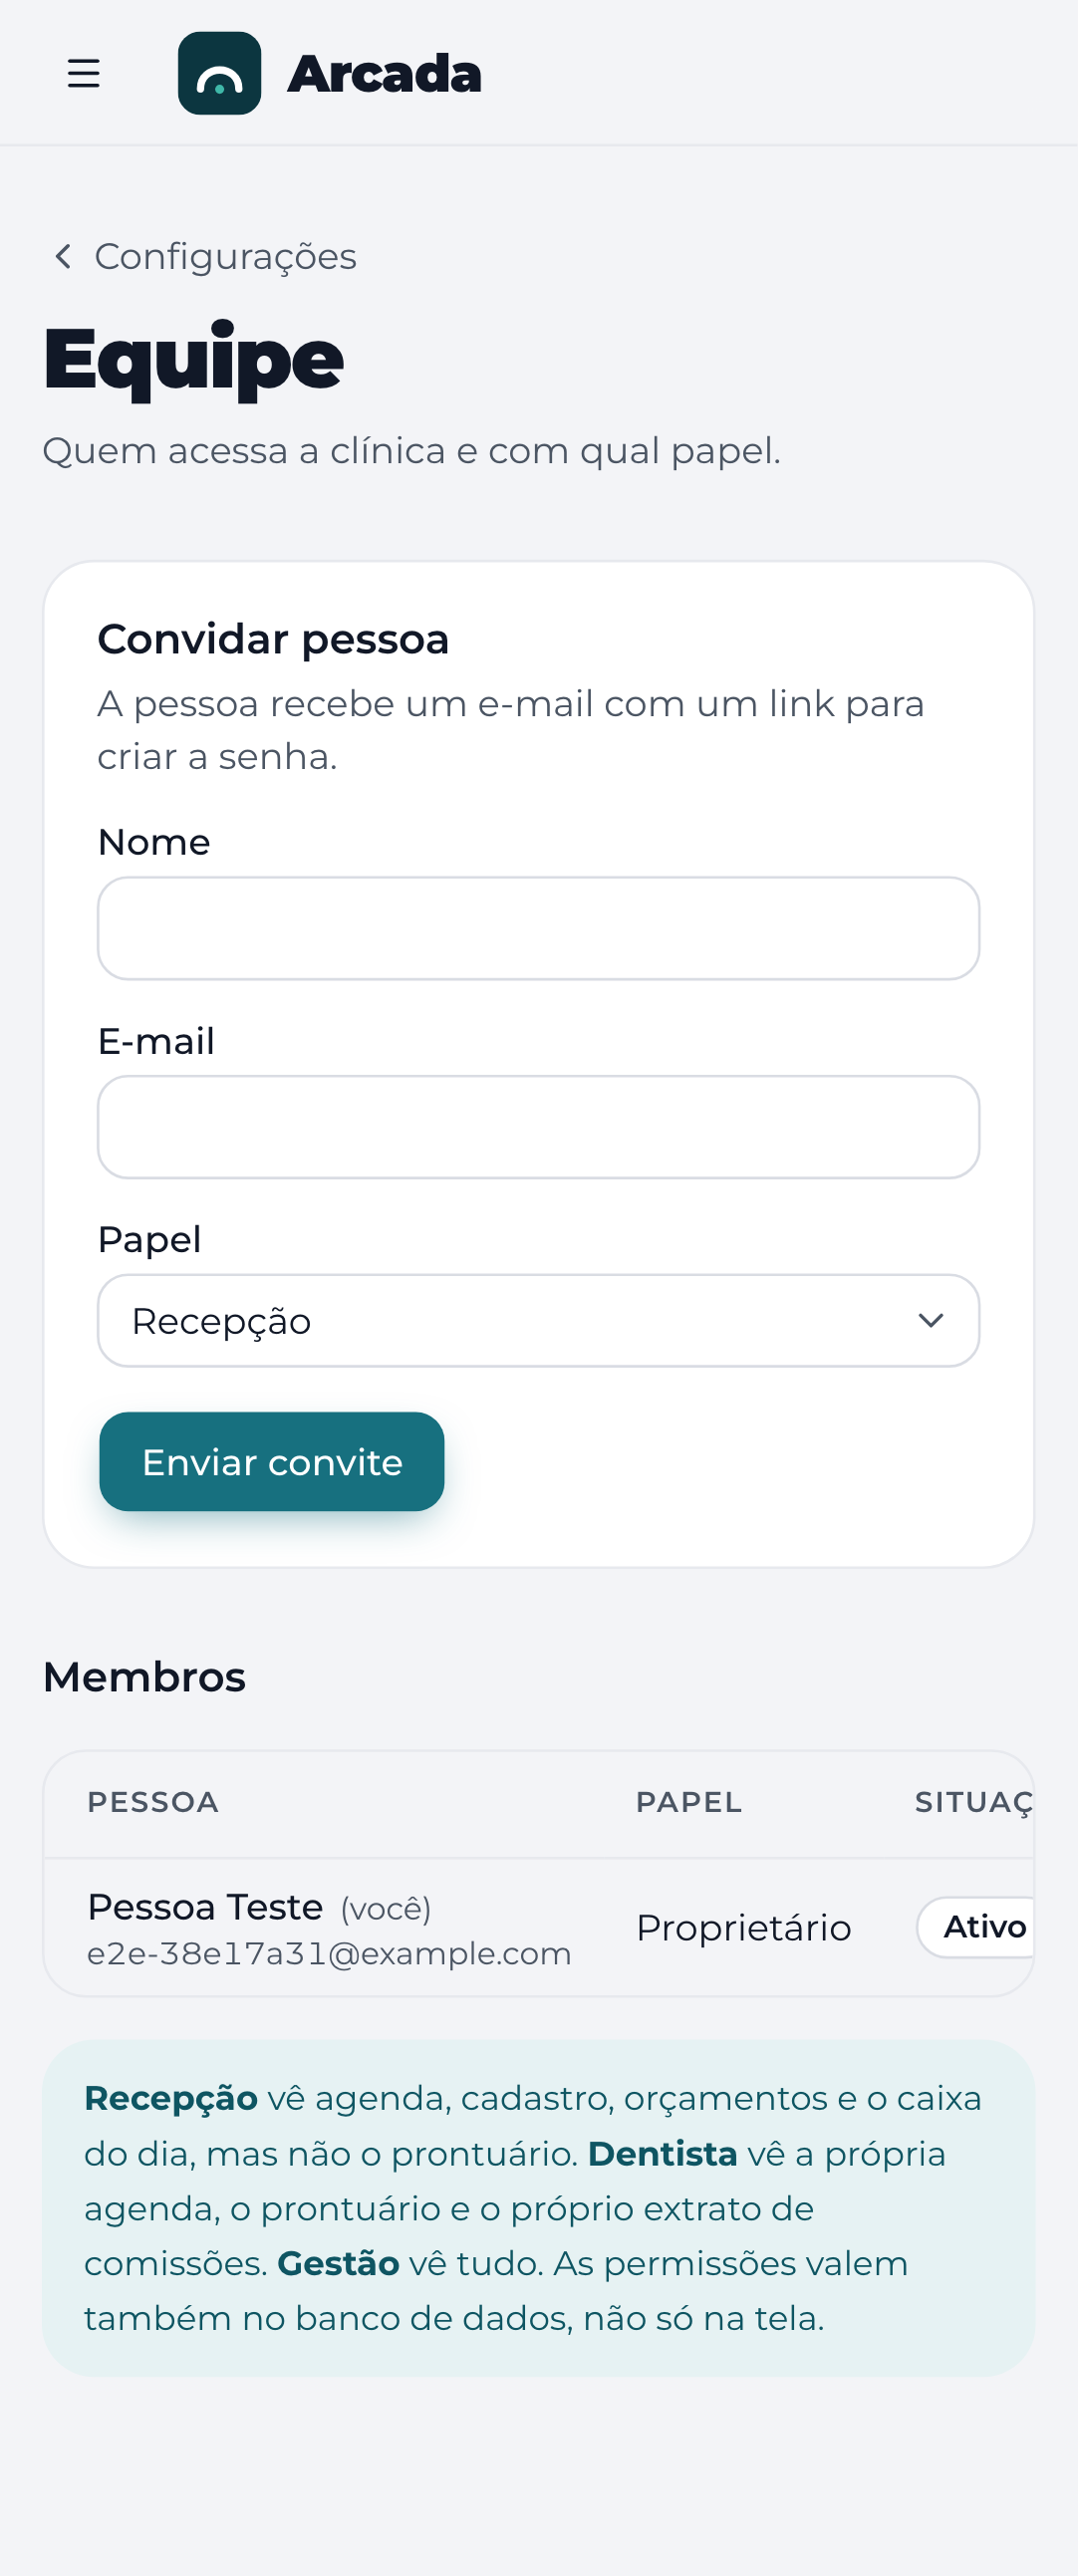 Arcada
Configurações
Equipe
Quem acessa a clínica e com qual papel.
Convidar pessoa
A pessoa recebe um e-mail com um link para
criar a senha.
Nome
E-mail
Papel
Recepção
Enviar convite
Membros
PESSOA PAPEL SITUAÇ
Pessoa Teste (você)
e2e-38e17a31@example.com
Proprietário
Ativo
Recepção vê agenda, cadastro, orçamentos e o caixa
do dia, mas não o prontuário. Dentista vê a própria
agenda, o prontuário e o próprio extrato de
comissões. Gestão vê tudo. As permissões valem
também no banco de dados, não só na tela.